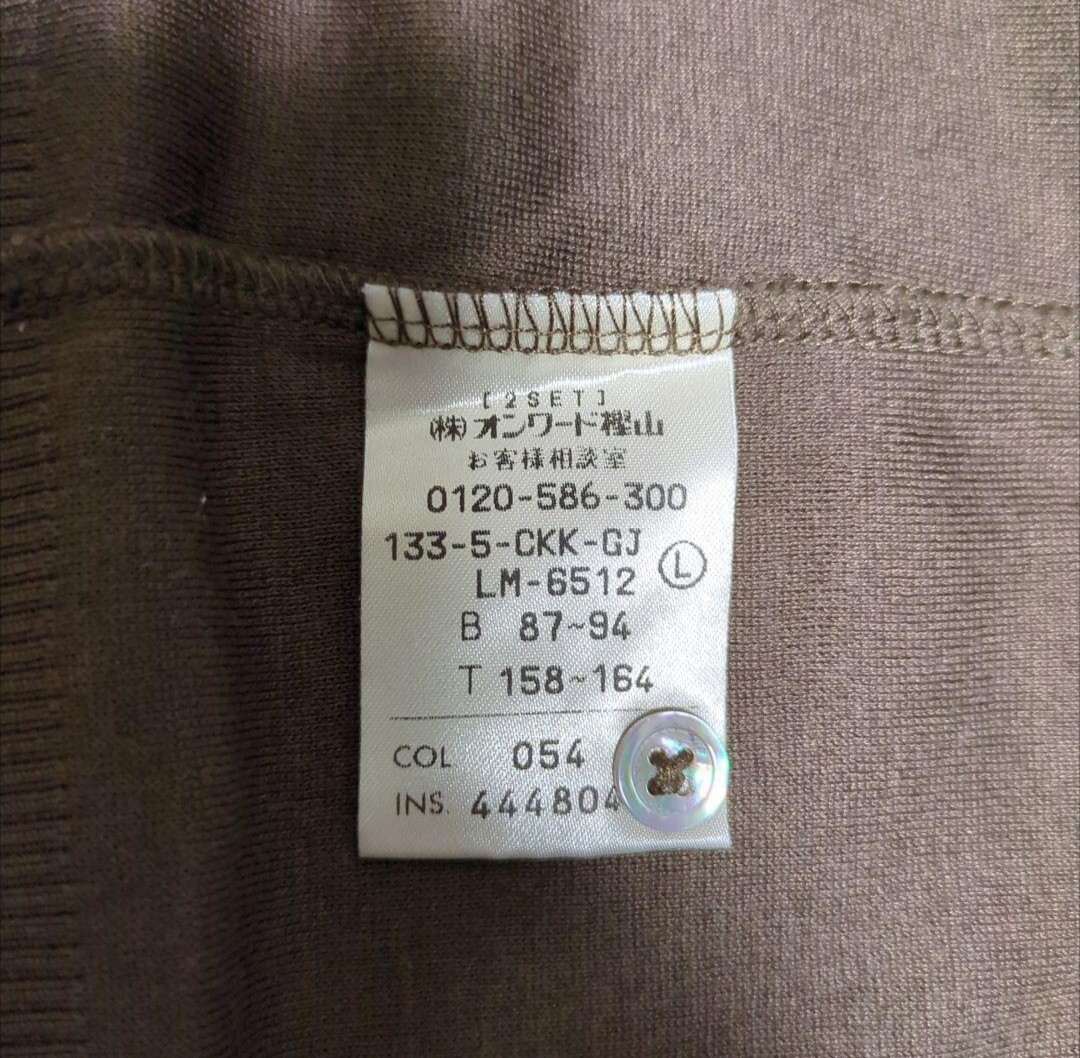 [2SET]
㈱オンワード樫山
お客様相談室
0120-586-300
133-5-CKK-GJ
LM-6512 Ⓛ
B 87~94
T 158~164
COL 054
INS. 444804